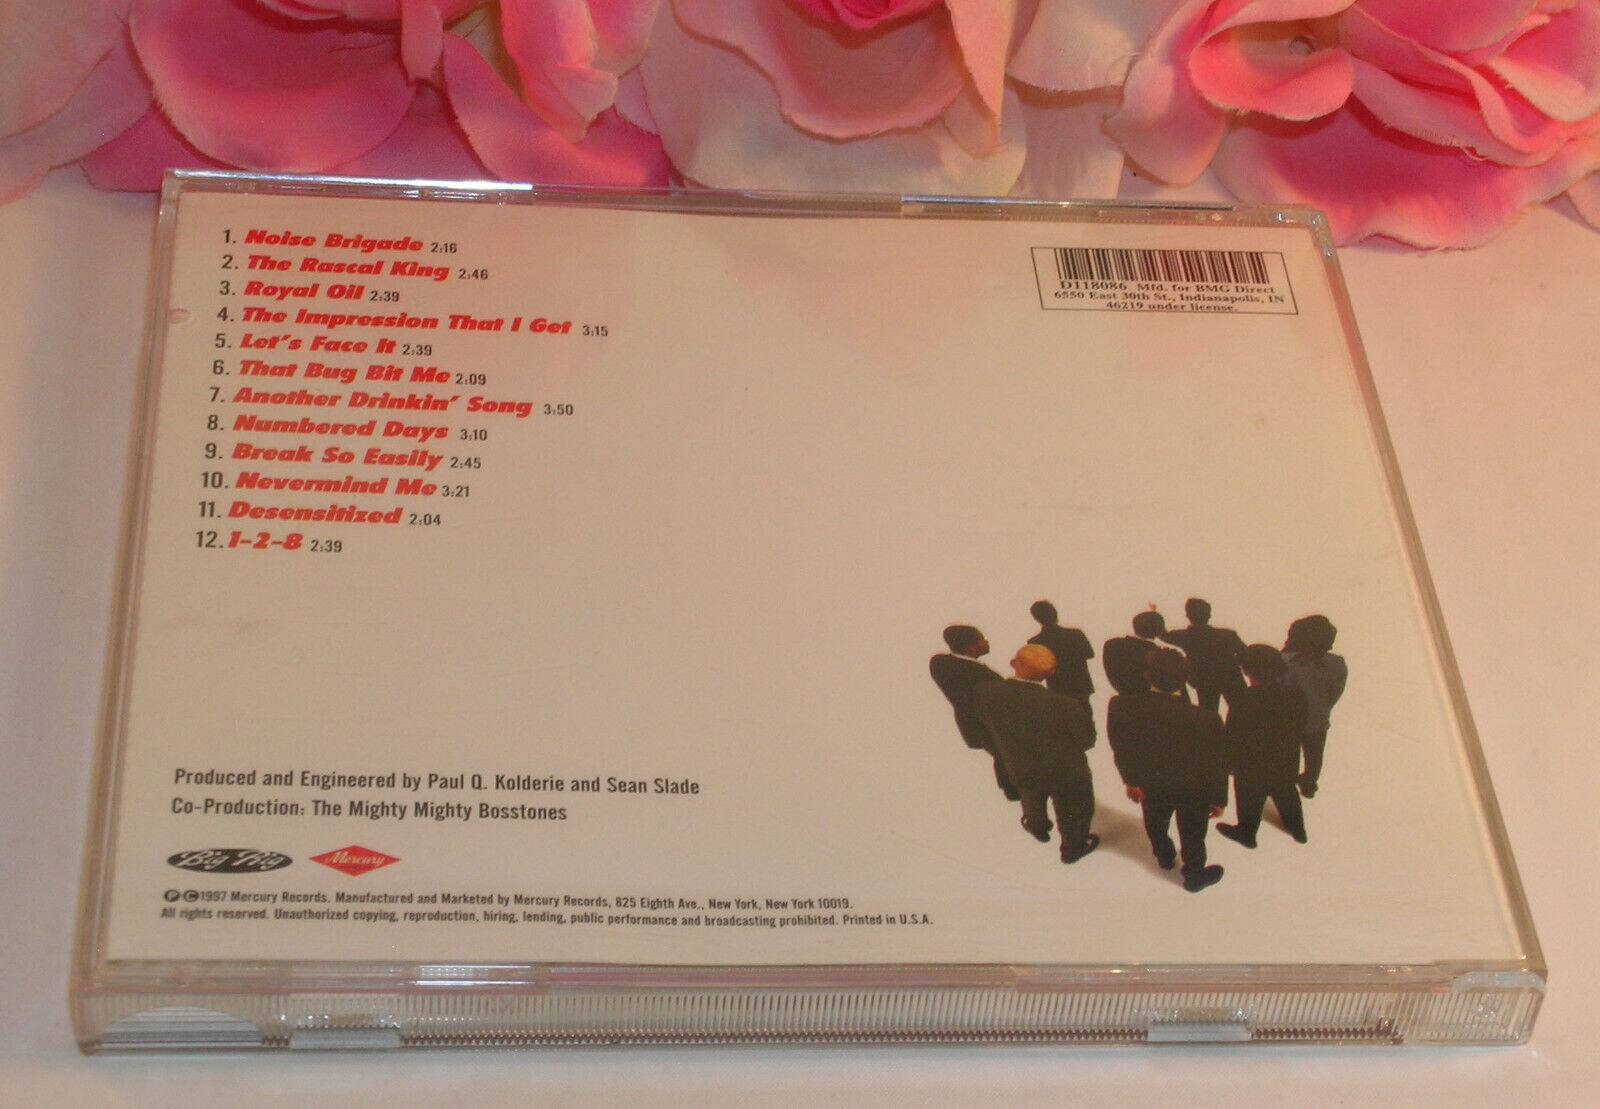 1. Noise Brigade 2:16
2. The Rascal King 2:46
3. Royal Oil 2:39
4. The Impression That I Get 3:15
5. Let's Face It 2:39
6. That Bug Bit Me 2:09
7. Another Drinkin' Song 3:50
8. Numbered Days 3:10
9. Break So Easily 2:45
10. Nevermind Me 3:21
11. Desensitized 2:04
12. 1-2-8 2:39
D118086 Mfd. for BMG Direct
6550 East 30th St., Indianapolis, IN
46219 under license.
Produced and Engineered by Paul Q. Kolderie and Sean Slade
Co-Production: The Mighty Mighty Bosstones
Big Rig Mercury
℗©1997 Mercury Records. Manufactured and Marketed by Mercury Records, 825 Eighth Ave., New York, New York 10019.
All rights reserved. Unauthorized copying, reproduction, hiring, lending, public performance and broadcasting prohibited. Printed in U.S.A.